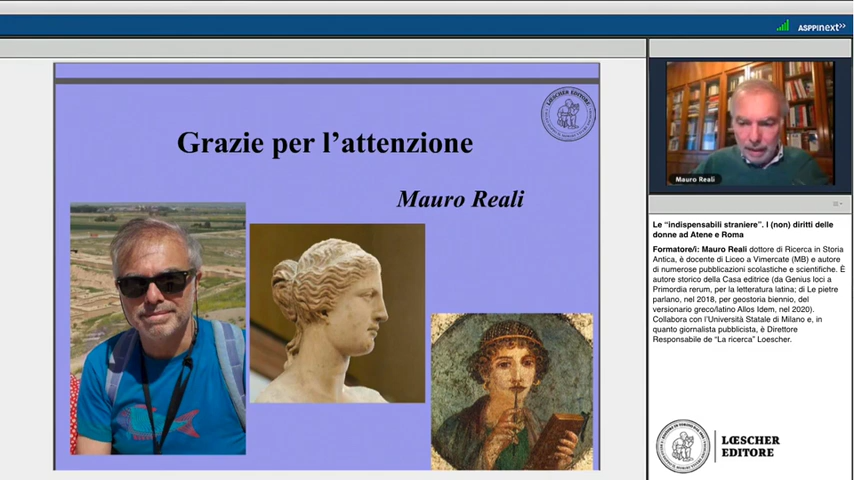 ASPPInext>>
LŒSCHER EDITORE
Grazie per l’attenzione
Mauro Reali
Mauro Reali
Le “indispensabili straniere”. I (non) diritti delle
donne ad Atene e Roma
Formatore/i: Mauro Reali dottore di Ricerca in Storia
Antica, è docente di Liceo a Vimercate (MB) e autore
di numerose pubblicazioni scolastiche e scientifiche. È
autore storico della Casa editrice (da Genius loci a
Primordia rerum, per la letteratura latina; di Le pietre
parlano, nel 2018, per geostoria biennio, del
versionario greco/latino Allos Idem, nel 2020).
Collabora con l’Università Statale di Milano e, in
quanto giornalista pubblicista, è Direttore
Responsabile de “La ricerca” Loescher.
LŒSCHER
EDITORE